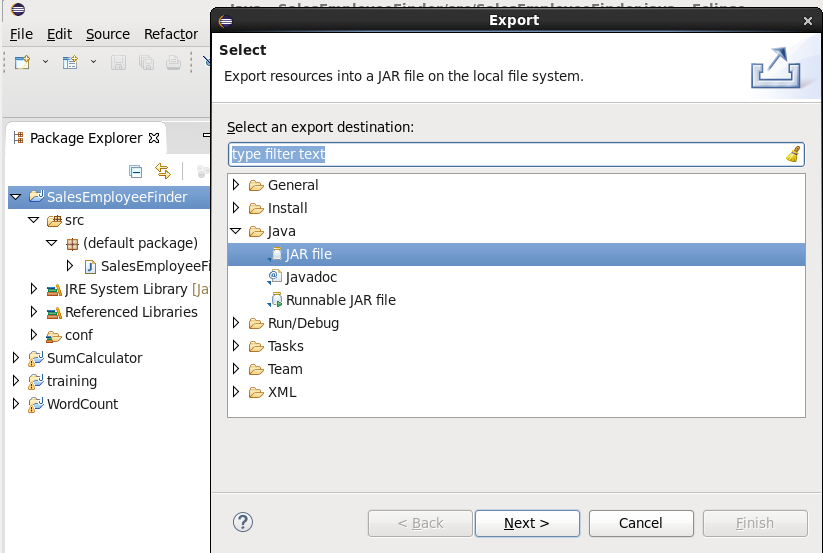 Export
Select
Export resources into a JAR file on the local file system.
Select an export destination:
type filter text
General
Install
Java
JAR file
Javadoc
Runnable JAR file
Run/Debug
Tasks
Team
XML
< Back
Next >
Cancel
Finish
File Edit Source Refactor
Package Explorer
SalesEmployeeFinder
src
(default package)
SalesEmployeeFi
JRE System Library [Ja
Referenced Libraries
conf
SumCalculator
training
WordCount